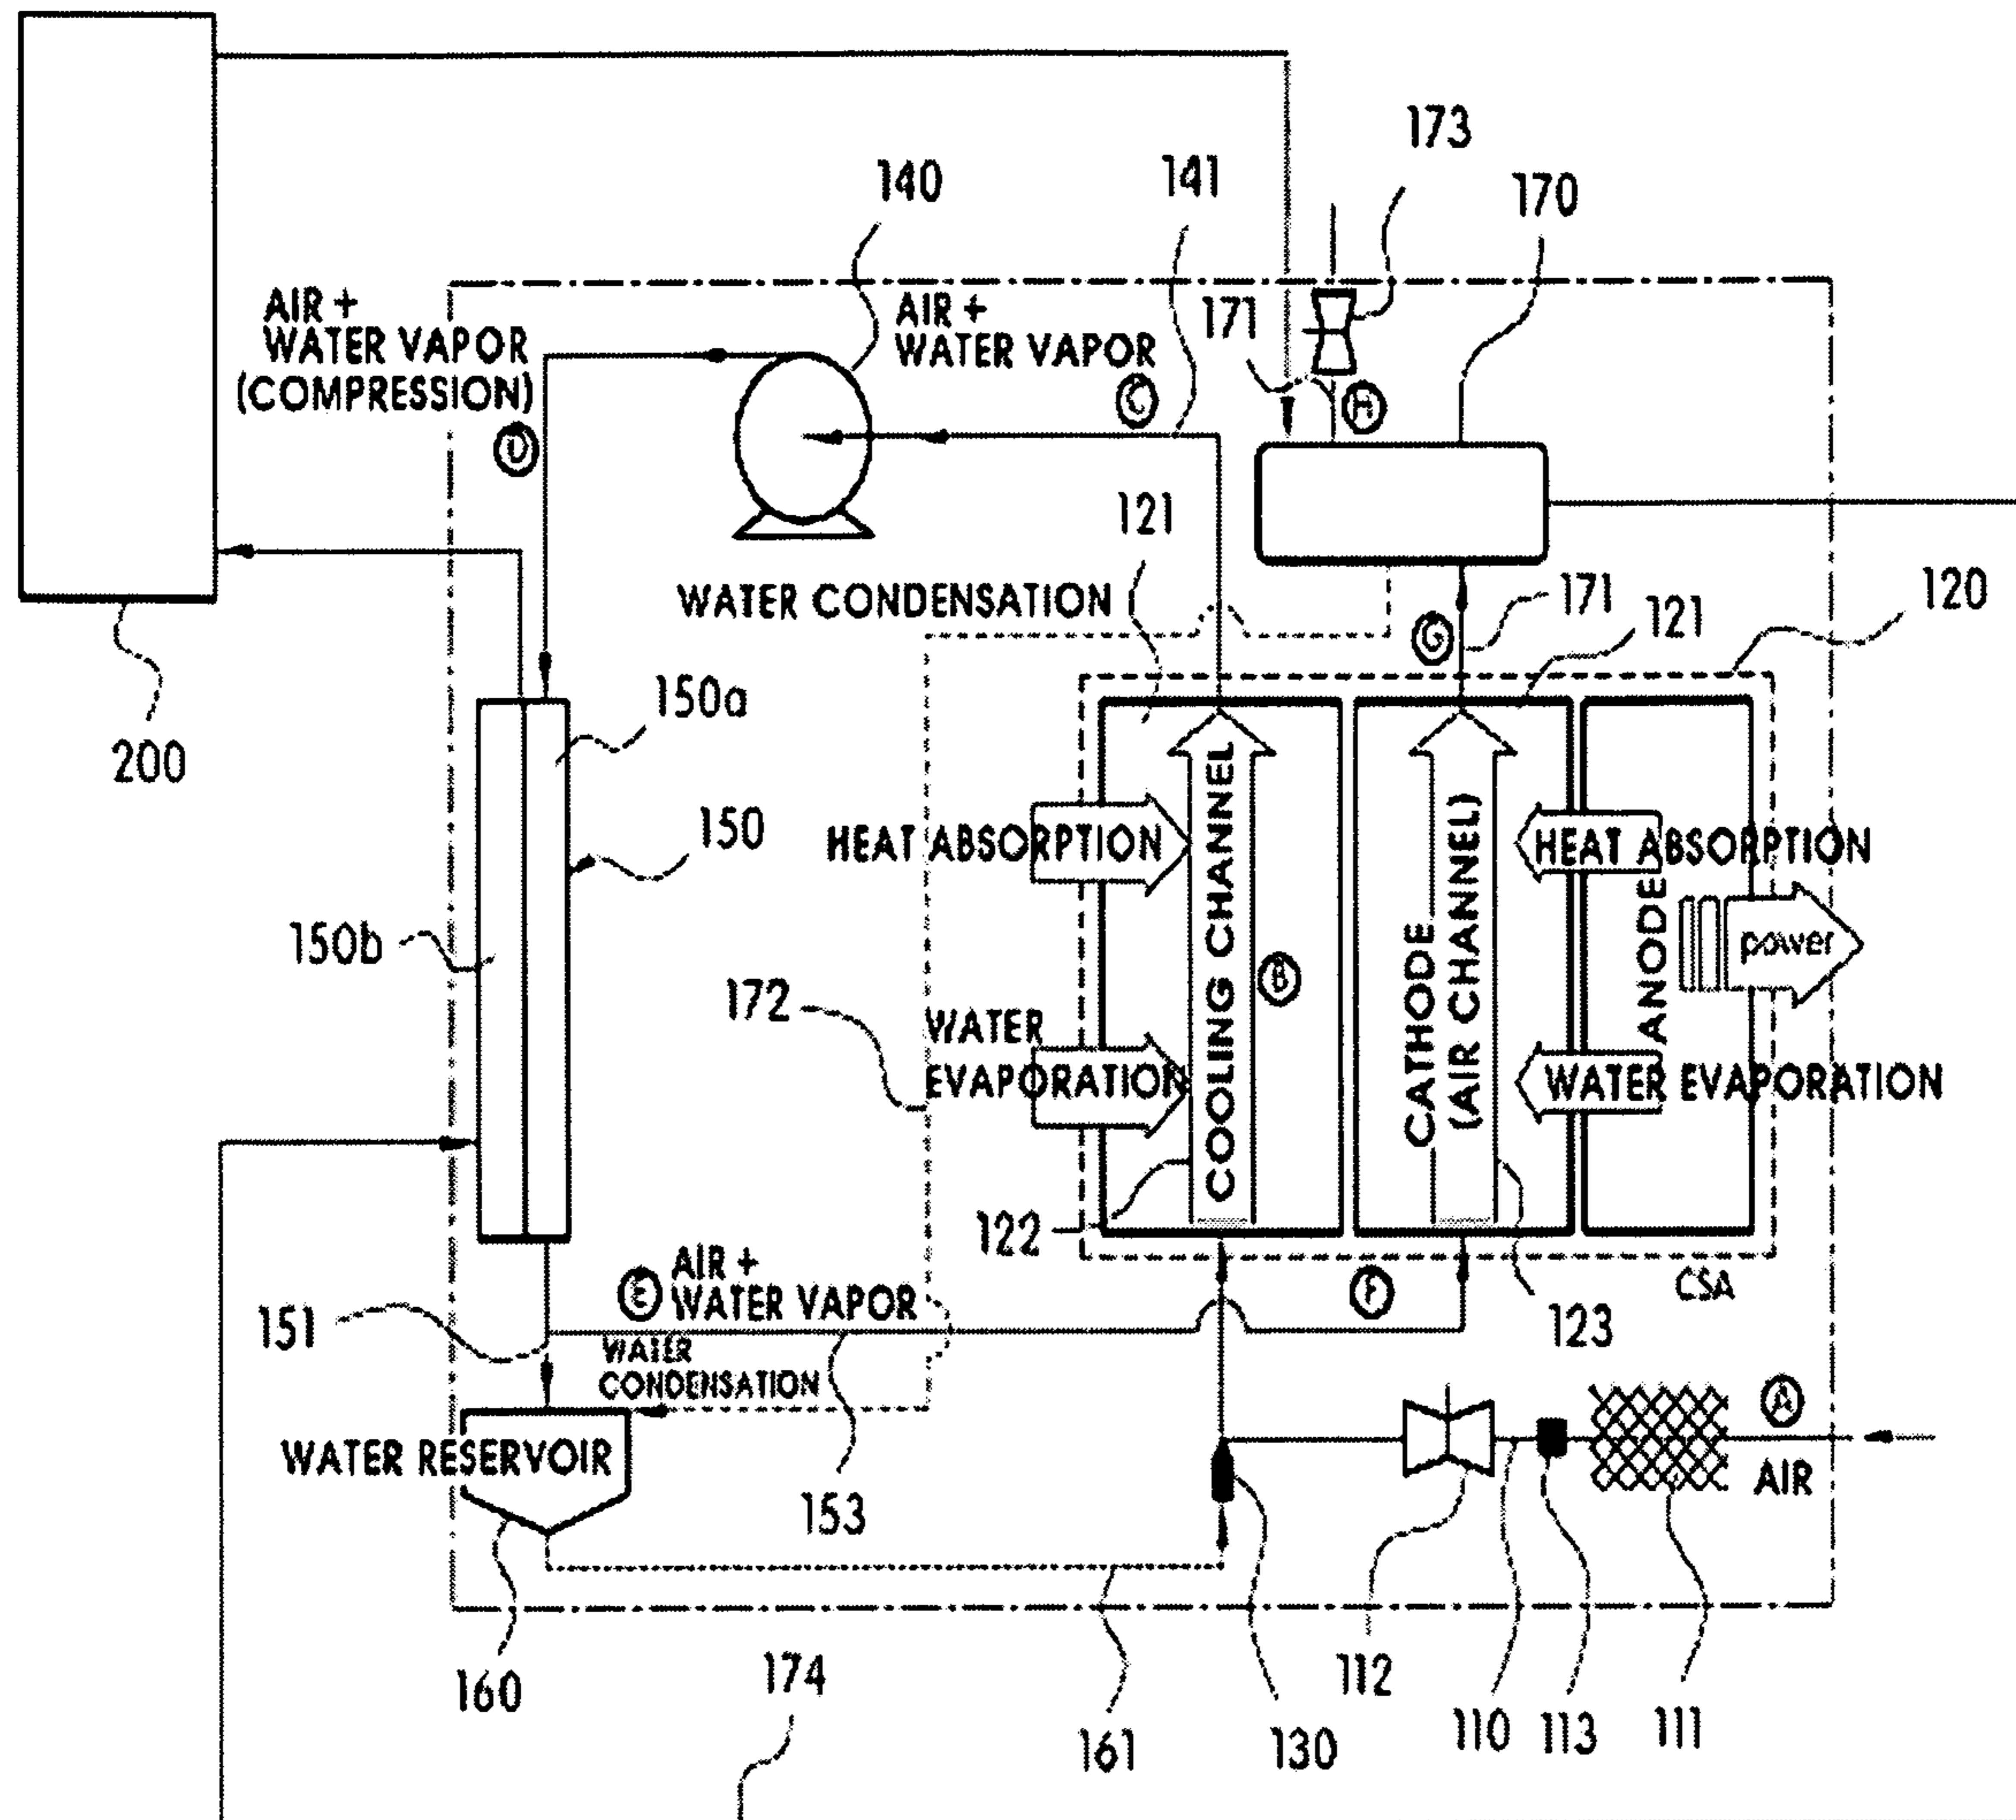 173
140
141
170
171
AIR +
WATER VAPOR
(COMPRESSION)
D
AIR +
WATER VAPOR
C
H
121
120
WATER CONDENSATION
171
121
G
200
150a
150
150b
172
HEAT ABSORPTION
WATER
EVAPORATION
COOLING CHANNEL
B
CATHODE
(AIR CHANNEL)
HEAT ABSORPTION
ANODE
power
WATER EVAPORATION
122
CSA
123
E
AIR +
WATER VAPOR
F
151
WATER
CONDENSATION
WATER RESERVOIR
153
A
AIR
160
174
161
130
112
110
113
111